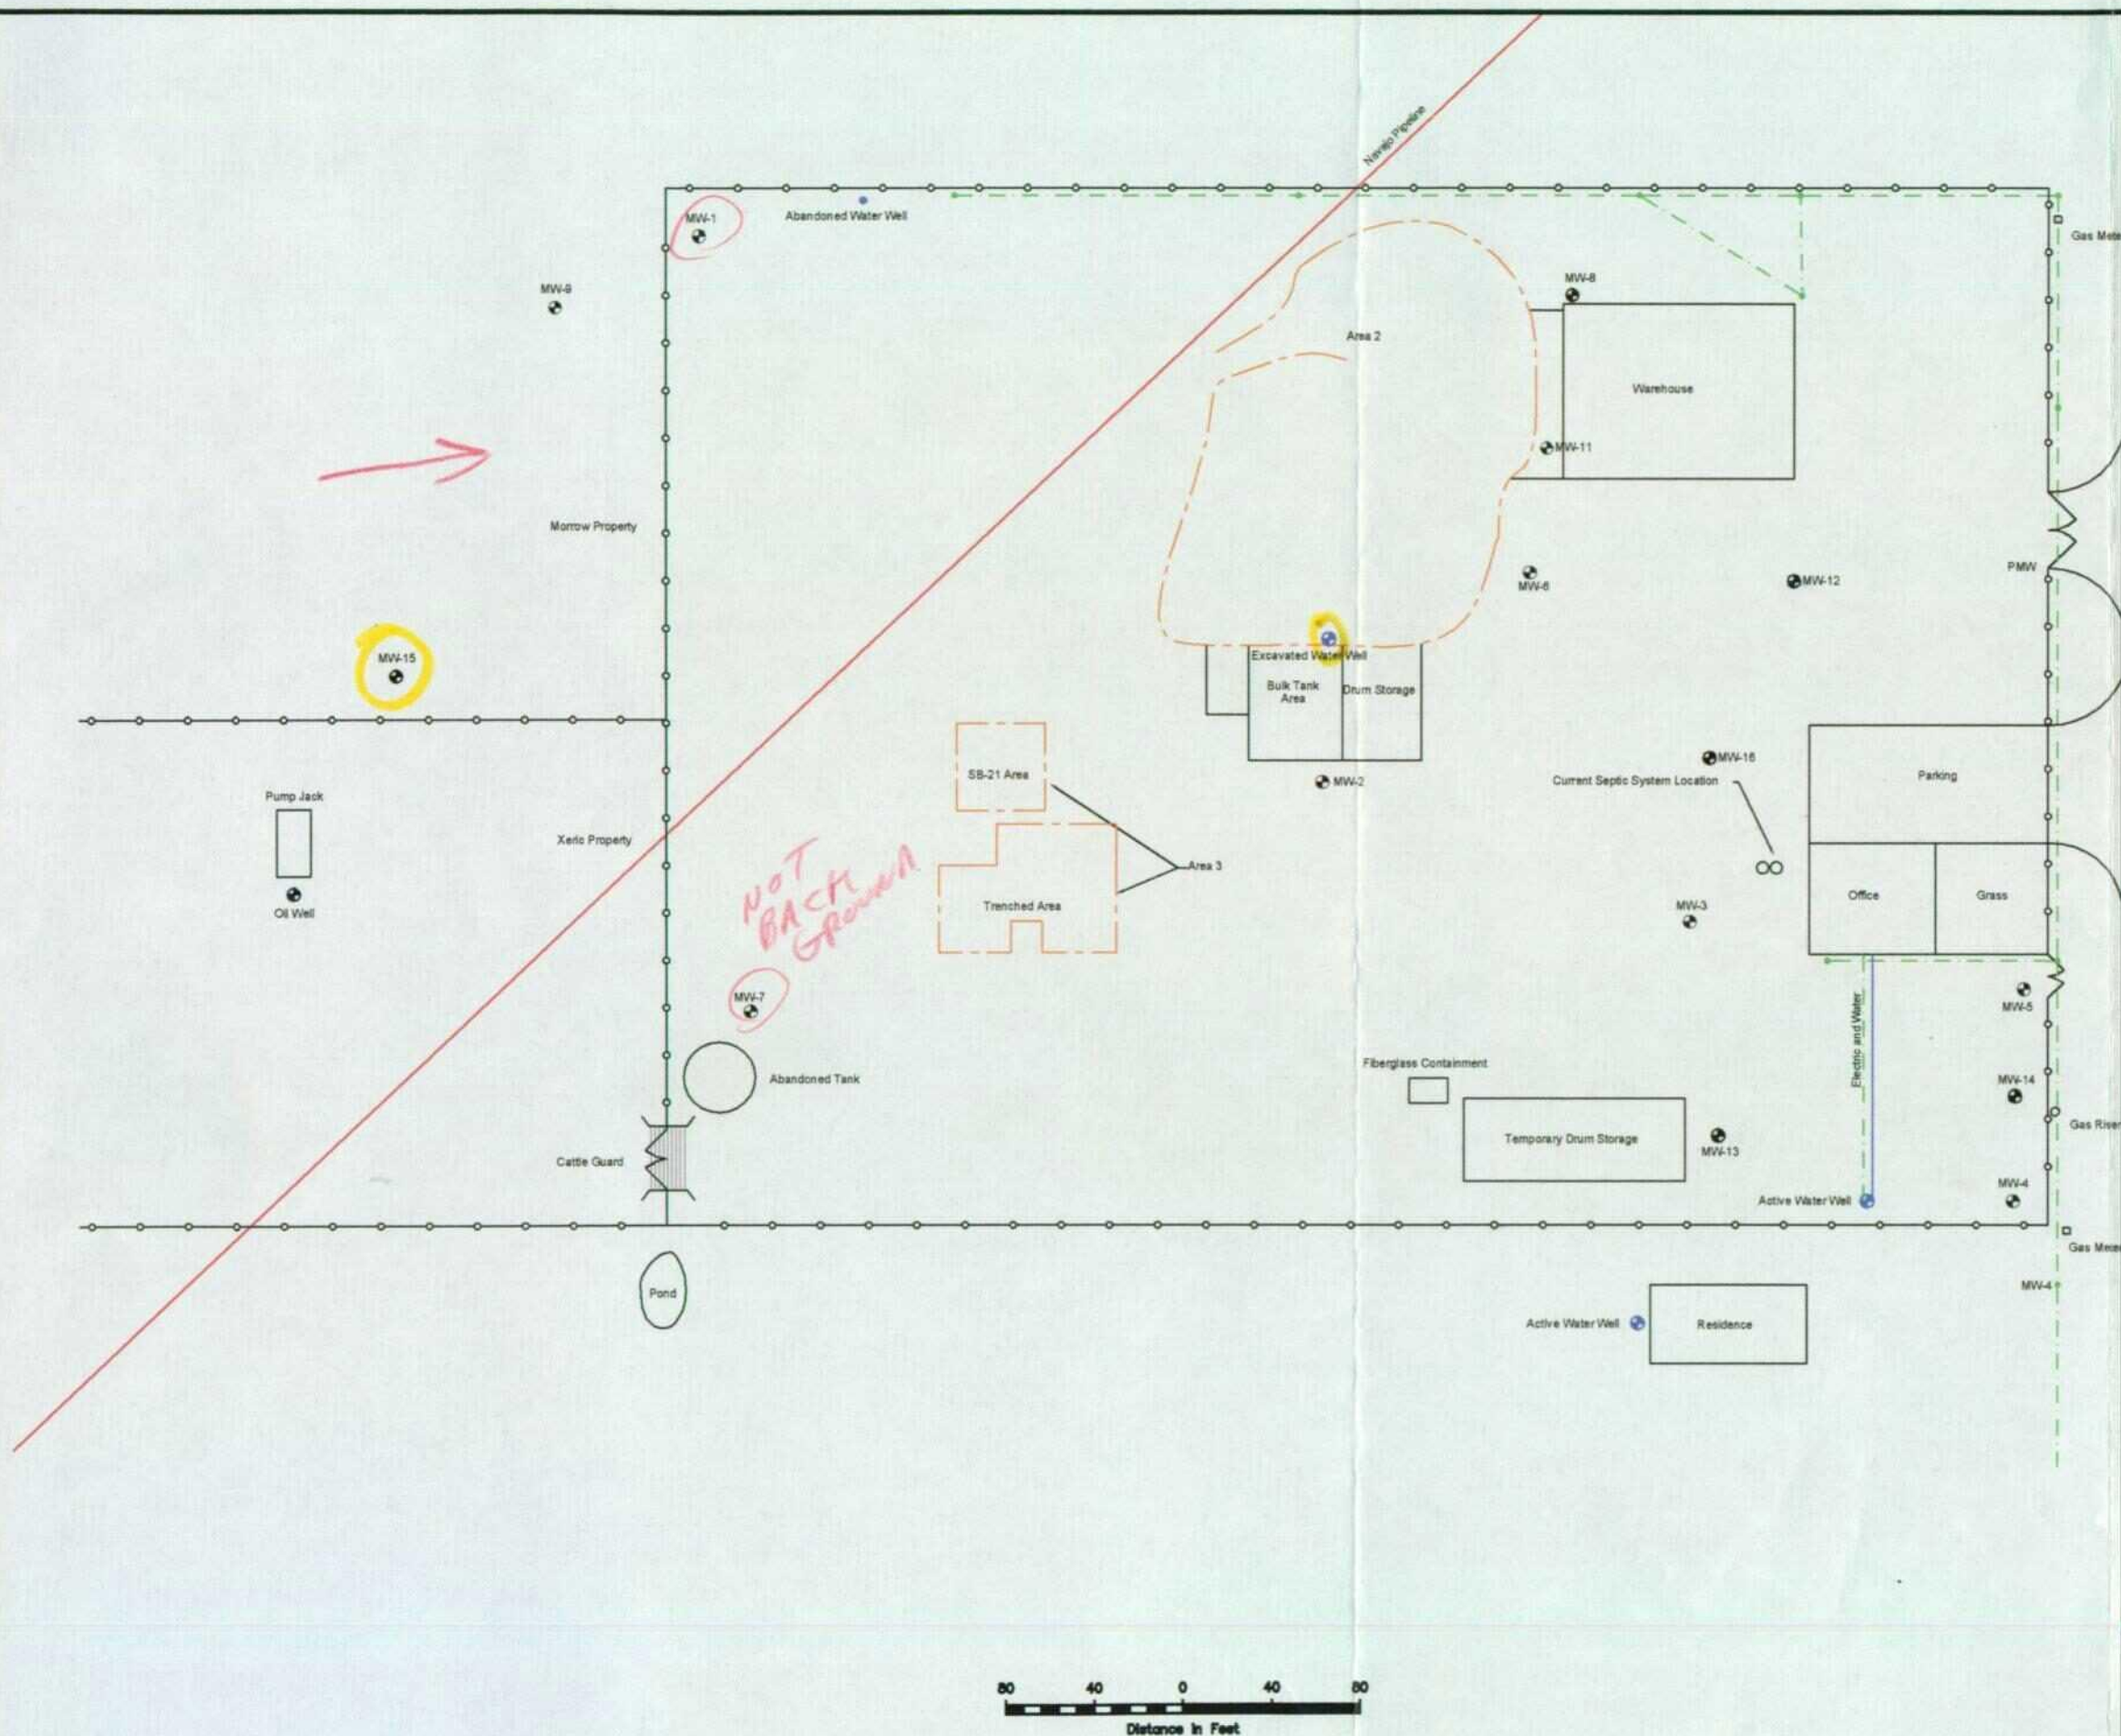 Navajo Pipeline
MW-1
Abandoned Water Well
Gas Mete
MW-9
MW-8
Area 2
Warehouse
MW-11
Morrow Property
PMW
MW-6
MW-12
MW-15
Excavated Water Well
Bulk Tank
Area
Drum Storage
SB-21 Area
MW-2
MW-16
Current Septic System Location
Parking
Pump Jack
Xeric Property
Area 3
NOT
BACK
GROUND
Oil Well
Trenched Area
MW-3
Office
Grass
MW-7
MW-5
Electric and Water
Abandoned Tank
Fiberglass Containment
MW-14
Gas Riser
Temporary Drum Storage
MW-13
Cattle Guard
MW-4
Active Water Well
Gas Meter
MW-4
Pond
Active Water Well
Residence
80 40 0 40 80
Distance in Feet